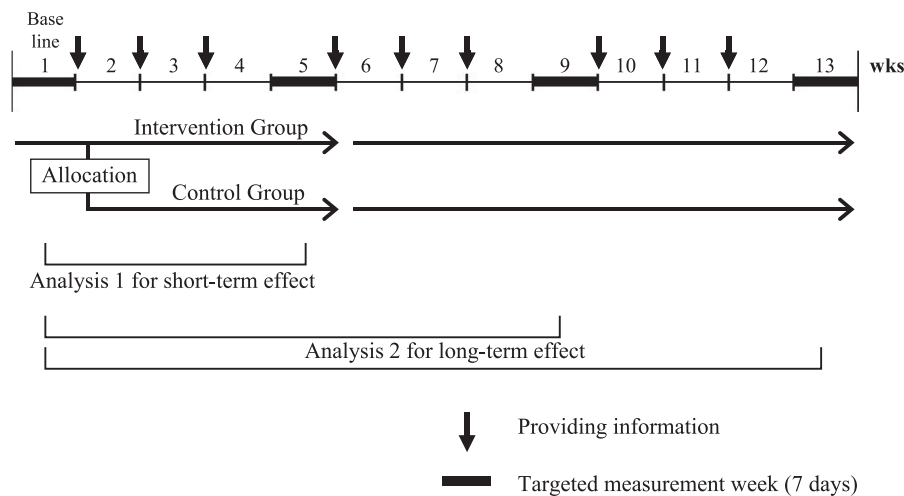 Base
line
1 2 3 4 5 6 7 8 9 10 11 12 13 wks
Intervention Group
Allocation
Control Group
Analysis 1 for short-term effect
Analysis 2 for long-term effect
Providing information
Targeted measurement week (7 days)